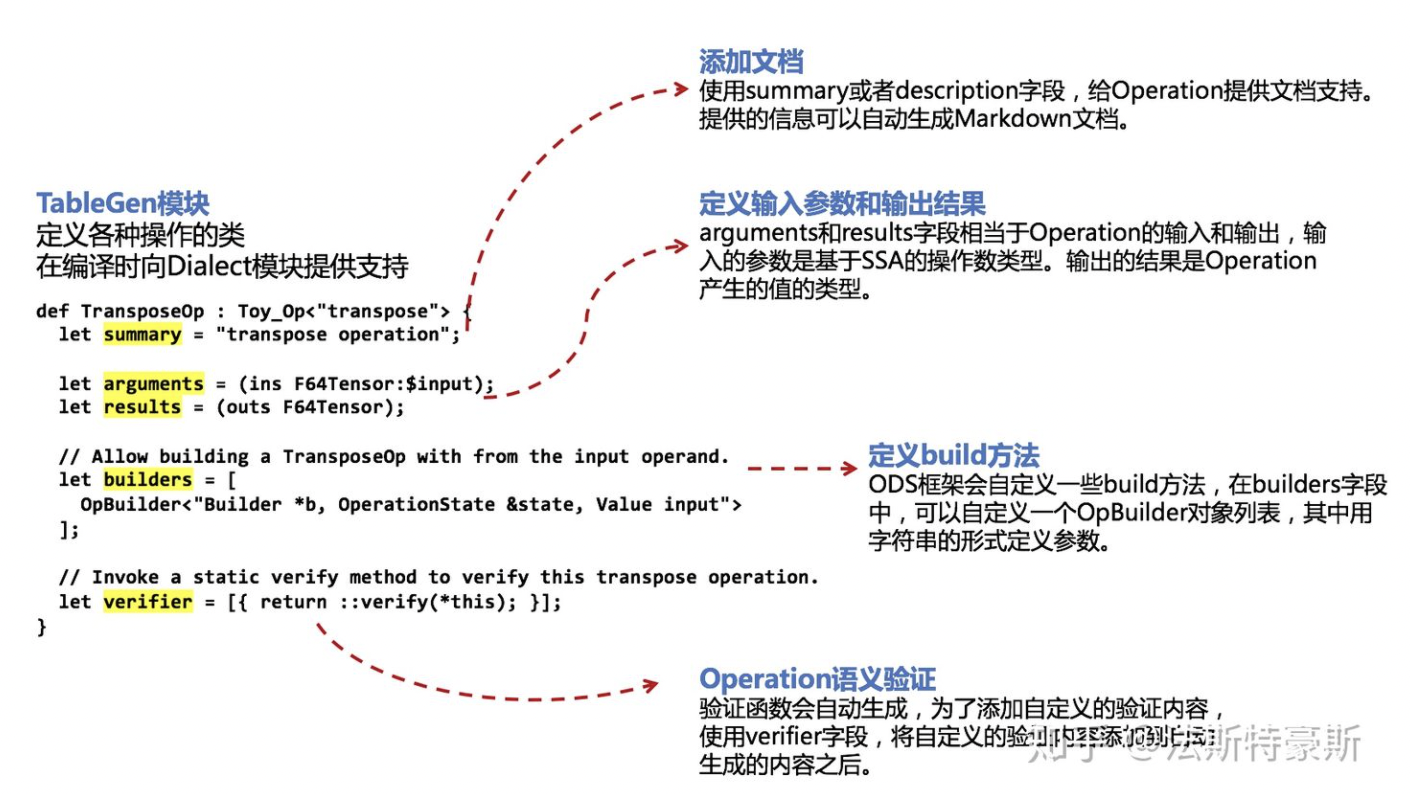 添加文档
使用summary或者description字段，给Operation提供文档支持。
提供的信息可以自动生成Markdown文档。
TableGen模块
定义各种操作的类
在编译时向Dialect模块提供支持
def TransposeOp : Toy_Op<"transpose"> {
let summary = "transpose operation";
let arguments = (ins F64Tensor:$input);
let results = (outs F64Tensor);
// Allow building a TransposeOp with from the input operand.
let builders = [
OpBuilder<"Builder *b, OperationState &state, Value input">
];
// Invoke a static verify method to verify this transpose operation.
let verifier = [{ return ::verify(*this); }];
}
定义输入参数和输出结果
arguments和results字段相当于Operation的输入和输出，输
入的参数是基于SSA的操作数类型。输出的结果是Operation
产生的值的类型。
定义build方法
ODS框架会自定义一些build方法，在builders字段
中，可以自定义一个OpBuilder对象列表，其中用
字符串的形式定义参数。
Operation语义验证
验证函数会自动生成，为了添加自定义的验证内容，
使用verifier字段，将自定义的验证内容添加到自动
生成的内容之后。
知乎 @法斯特豪斯